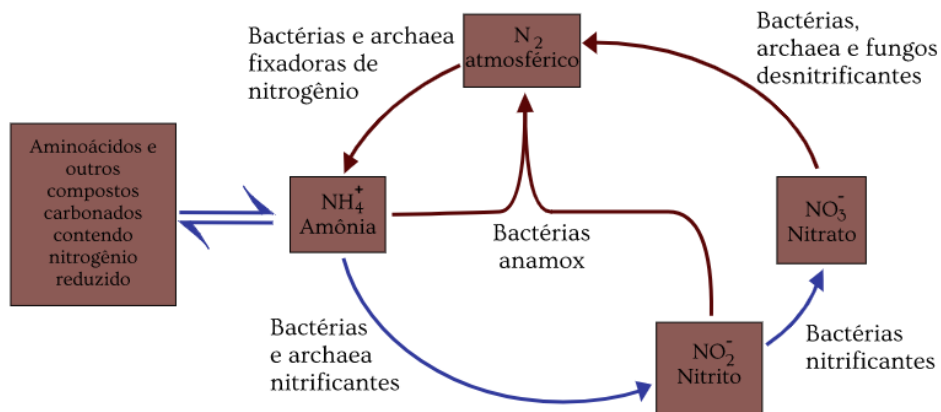 Bactérias e archaea
fixadoras de
nitrogênio
N2
atmosférico
Bactérias,
archaea e fungos
desnitrificantes
Aminoácidos e
outros
compostos
carbonados
contendo
nitrogênio
reduzido
NH4+
Amônia
Bactérias
anamox
NO3-
Nitrato
Bactérias
e archaea
nitrificantes
NO2-
Nitrito
Bactérias
nitrificantes